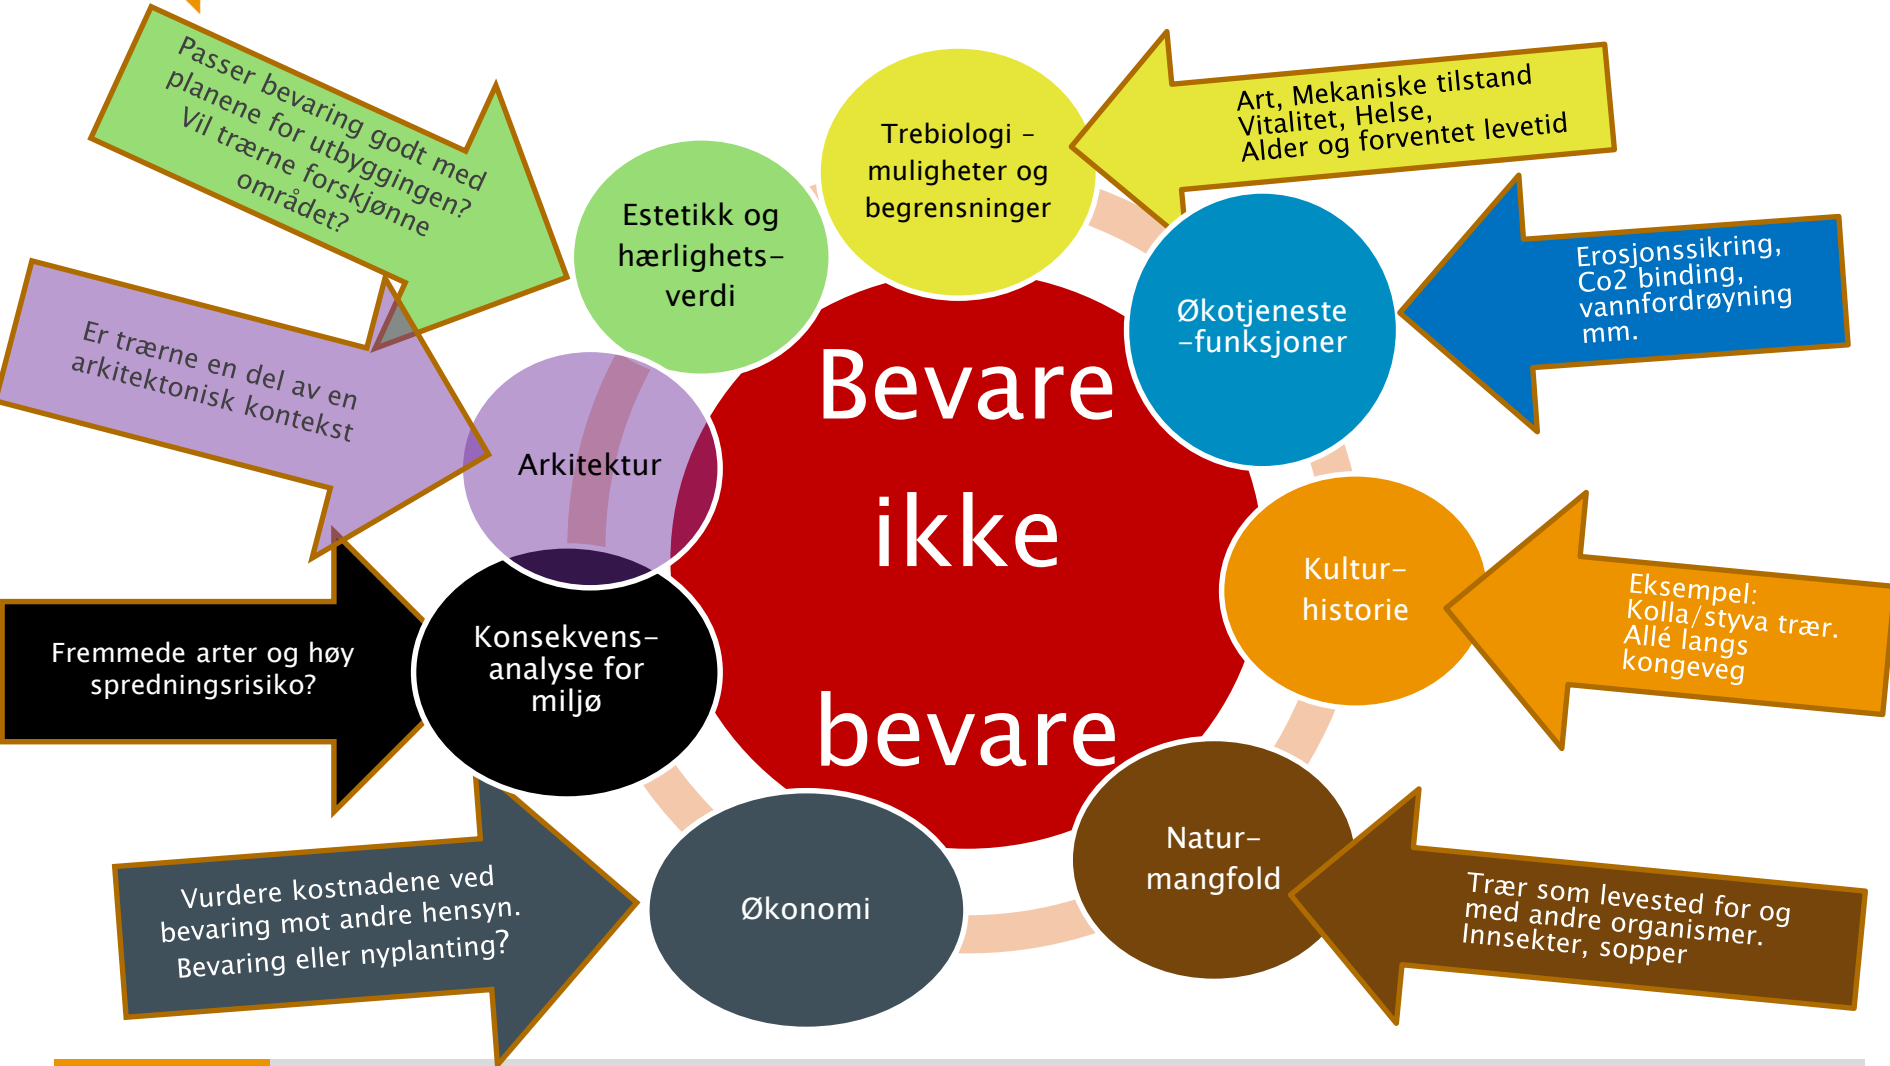 Passer bevaring godt med
planene for utbyggingen?
Vil trærne forskjønne
området?
Estetikk og
hærlighets-
verdi
Trebiologi -
muligheter og
begrensninger
Art, Mekaniske tilstand
Vitalitet, Helse,
Alder og forventet levetid
Økotjeneste
-funksjoner
Erosjonssikring,
Co2 binding,
vannfordrøyning
mm.
Er trærne en del av en
arkitektonisk kontekst
Arkitektur
Bevare
ikke
bevare
Kultur-
historie
Eksempel:
Kolla/styva trær.
Allé langs
kongeveg
Fremmede arter og høy
spredningsrisiko?
Konsekvens-
analyse for
miljø
Vurdere kostnadene ved
bevaring mot andre hensyn.
Bevaring eller nyplanting?
Økonomi
Natur-
mangfold
Trær som levested for og
med andre organismer.
Innsekter, sopper